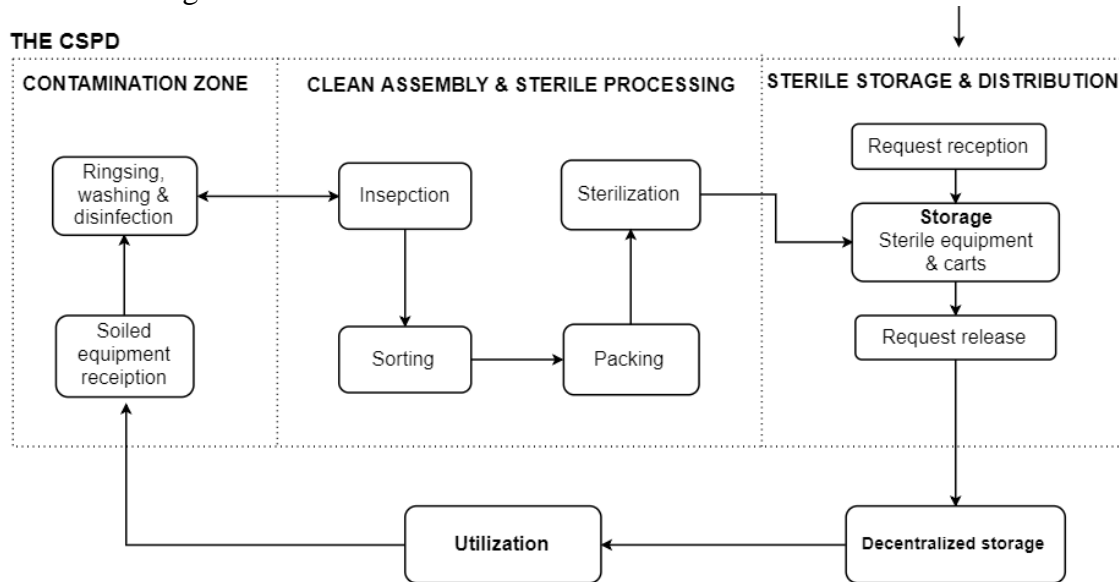 THE CSPD
CONTAMINATION ZONE
Ringsing,
washing &
disinfection
Soiled
equipment
receiption
CLEAN ASSEMBLY & STERILE PROCESSING
Insepction
Sterilization
Sorting
Packing
STERILE STORAGE & DISTRIBUTION
Request reception
Storage
Sterile equipment
& carts
Request release
Utilization
Decentralized storage